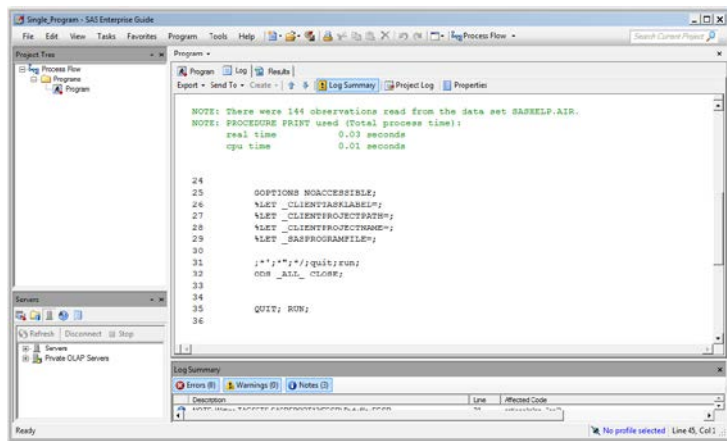 Single_Program - SAS Enterprise Guide
File Edit View Tasks Favorites Program Tools Help Process Flow Search Current Project
Project Tree
Process Flow
Programs
Program
Program
Program Log Results
Export Send To Create Log Summary Project Log Properties
NOTE: There were 144 observations read from the data set SASHELP.AIR.
NOTE: PROCEDURE PRINT used (Total process time):
real time 0.03 seconds
cpu time 0.01 seconds
24
25 GOPTIONS NOACCESSIBLE;
26 %LET _CLIENTTASKLABEL=;
27 %LET _CLIENTPROJECTPATH=;
28 %LET _CLIENTPROJECTNAME=;
29 %LET _SASPROGRAMFILE=;
30
31 ;*';*";*/;quit;run;
32 ODS _ALL_ CLOSE;
33
34
35 QUIT; RUN;
36
Servers
Refresh Disconnect Stop
Servers
Private OLAP Servers
Log Summary
Errors (0) Warnings (0) Notes (3)
Description Line Affected Code
Ready No profile selected Line 45, Col 1